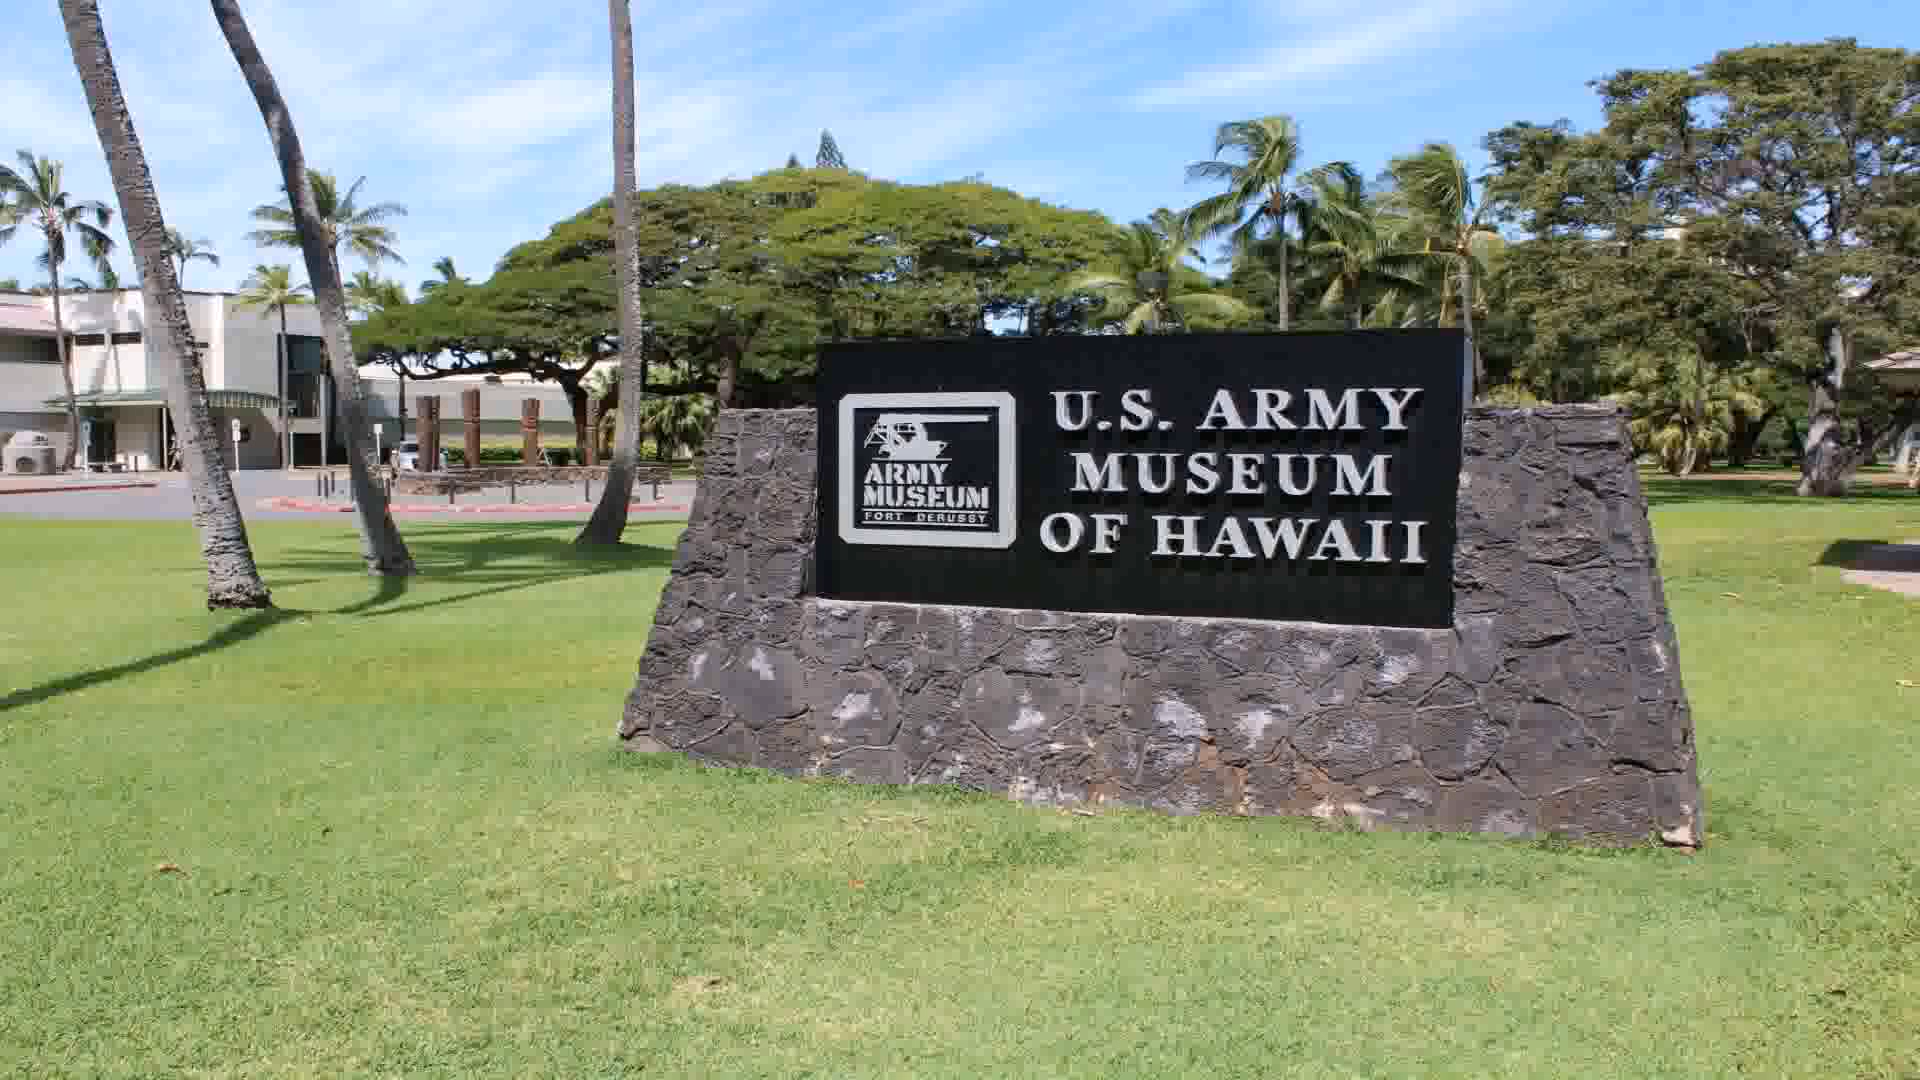 ARMY
MUSEUM
FORT DERUSSY
U.S. ARMY
MUSEUM
OF HAWAII